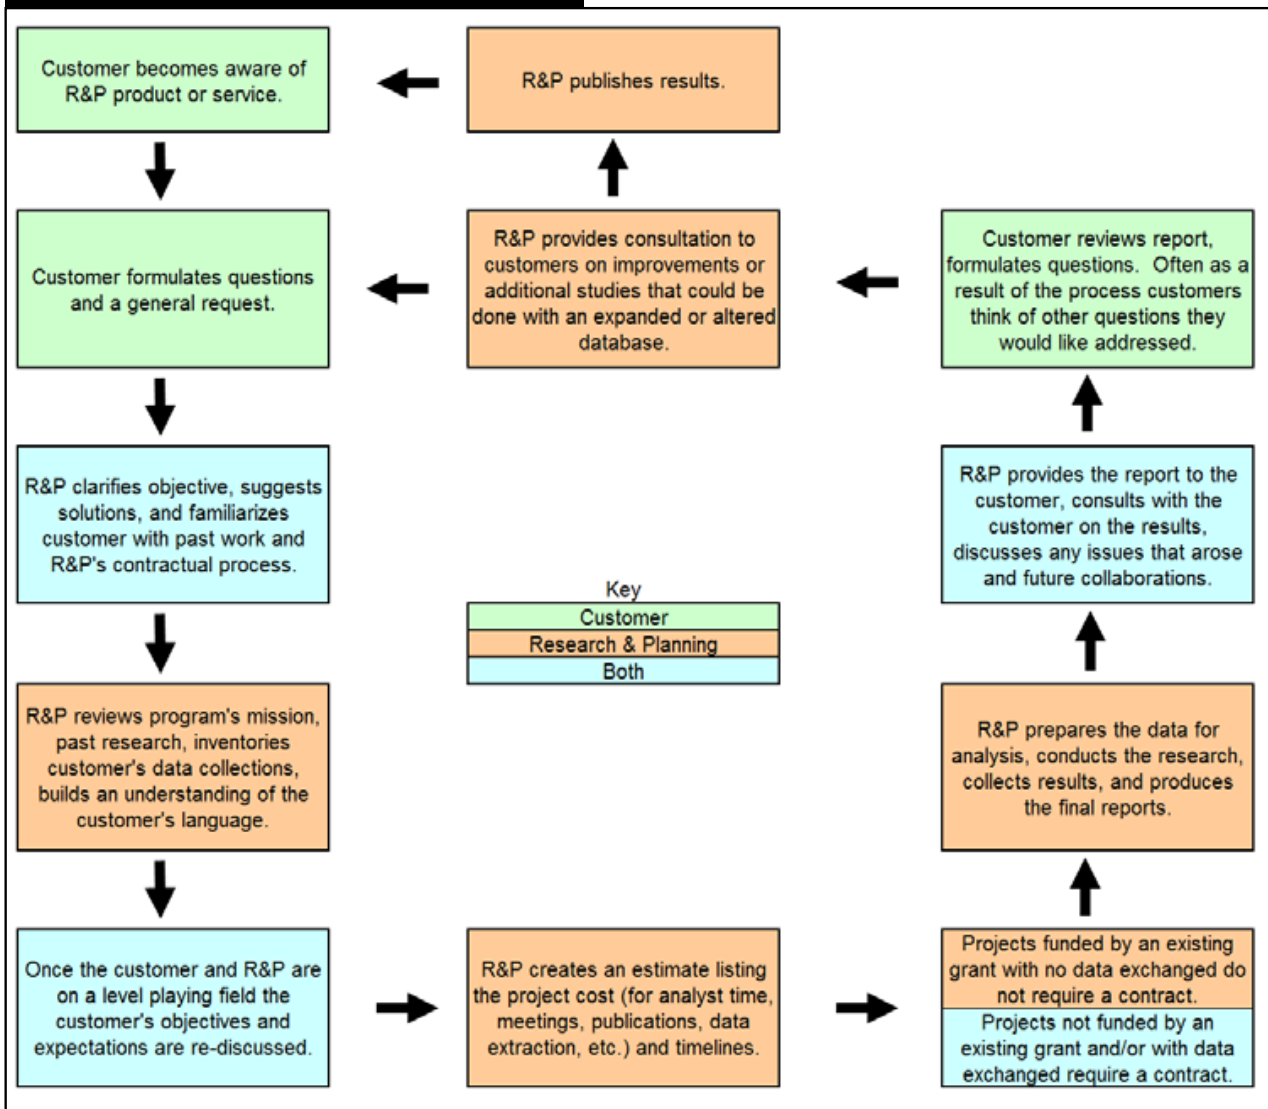 Customer becomes aware of
R&P product or service.
R&P publishes results.
Customer formulates questions
and a general request.
R&P provides consultation to
customers on improvements or
additional studies that could be
done with an expanded or altered
database.
Customer reviews report,
formulates questions.  Often as a
result of the process customers
think of other questions they
would like addressed.
R&P clarifies objective, suggests
solutions, and familiarizes
customer with past work and
R&P's contractual process.
R&P provides the report to the
customer, consults with the
customer on the results,
discusses any issues that arose
and future collaborations.
Key
Customer
Research & Planning
Both
R&P reviews program's mission,
past research, inventories
customer's data collections,
builds an understanding of the
customer's language.
R&P prepares the data for
analysis, conducts the research,
collects results, and produces
the final reports.
Once the customer and R&P are
on a level playing field the
customer's objectives and
expectations are re-discussed.
R&P creates an estimate listing
the project cost (for analyst time,
meetings, publications, data
extraction, etc.) and timelines.
Projects funded by an existing
grant with no data exchanged do
not require a contract.
Projects not funded by an
existing grant and/or with data
exchanged require a contract.